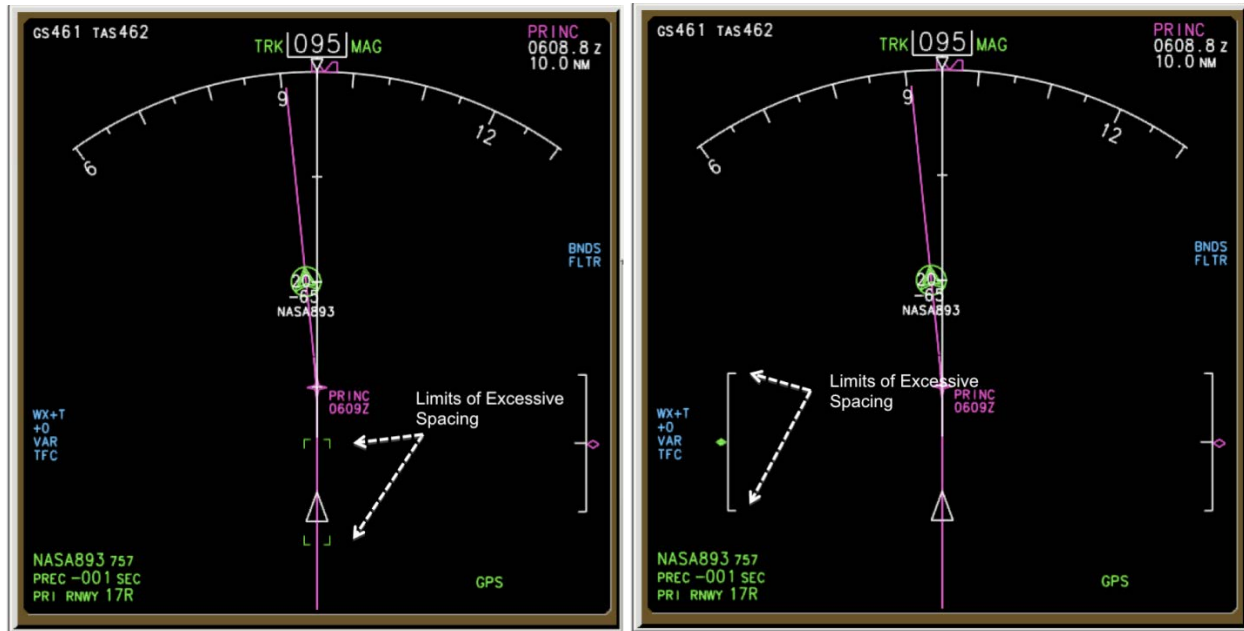 GS461 TAS462
TRK 095 MAG
PRINC
0608.8 Z
10.0 NM
6
9
12
BNDS
FLTR
20
-65
NASA893
PRINC
0609Z
Limits of Excessive
Spacing
WX+T
+0
VAR
TFC
NASA893 757
PREC -001 SEC
PRI RNWY 17R
GPS
GS461 TAS462
TRK 095 MAG
PRINC
0608.8 Z
10.0 NM
6
9
12
BNDS
FLTR
20
-65
NASA893
Limits of Excessive
Spacing
PRINC
0609Z
WX+T
+0
VAR
TFC
NASA893 757
PREC -001 SEC
PRI RNWY 17R
GPS